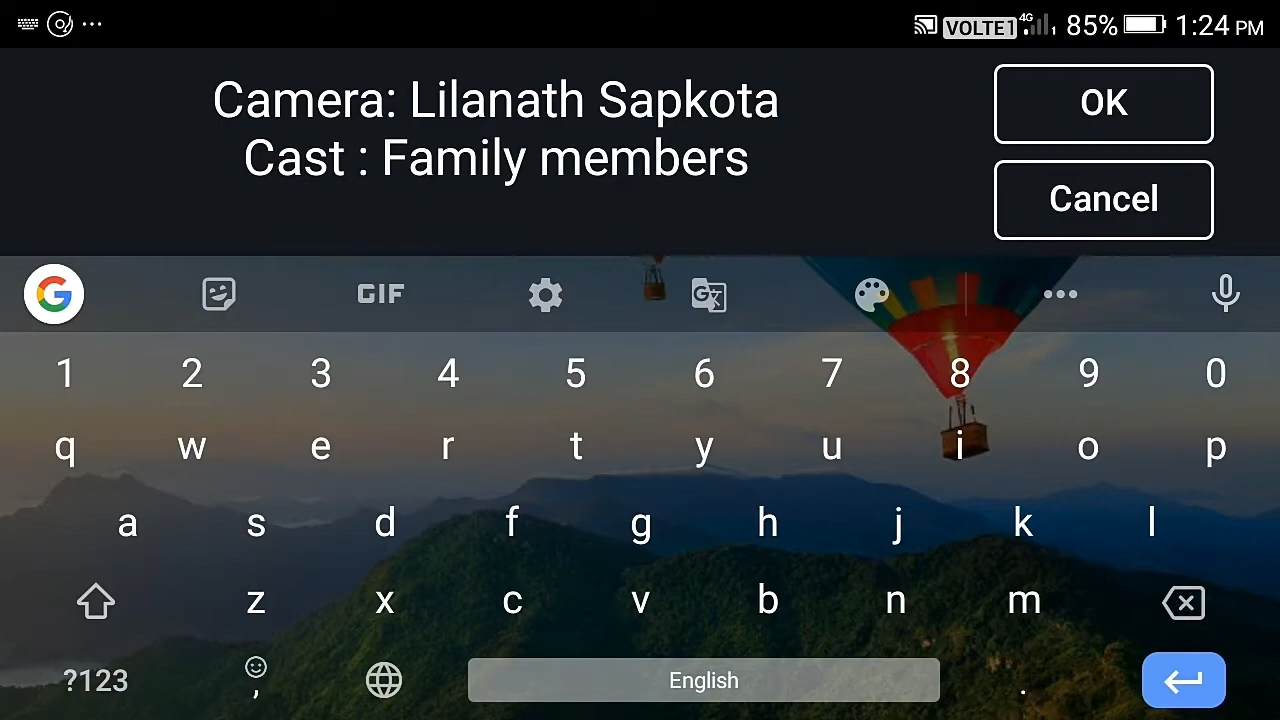 VOLTE1 4G 1 85% 1:24 PM
Camera: Lilanath Sapkota
Cast : Family members
OK
Cancel
G GIF G
1 2 3 4 5 6 7 8 9 0
q w e r t y u i o p
a s d f g h j k l
z x c v b n m
?123 , English .